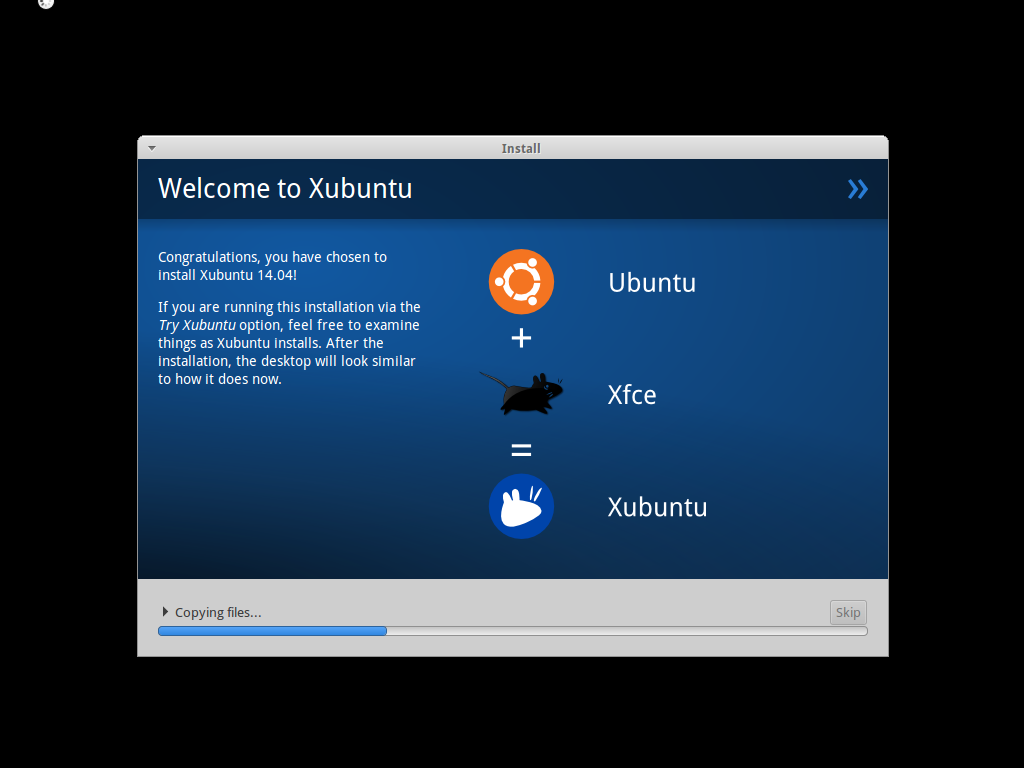 Install
Welcome to Xubuntu
Congratulations, you have chosen to
install Xubuntu 14.04!
If you are running this installation via the
Try Xubuntu option, feel free to examine
things as Xubuntu installs. After the
installation, the desktop will look similar
to how it does now.
Ubuntu
+
Xfce
=
Xubuntu
Copying files...
Skip